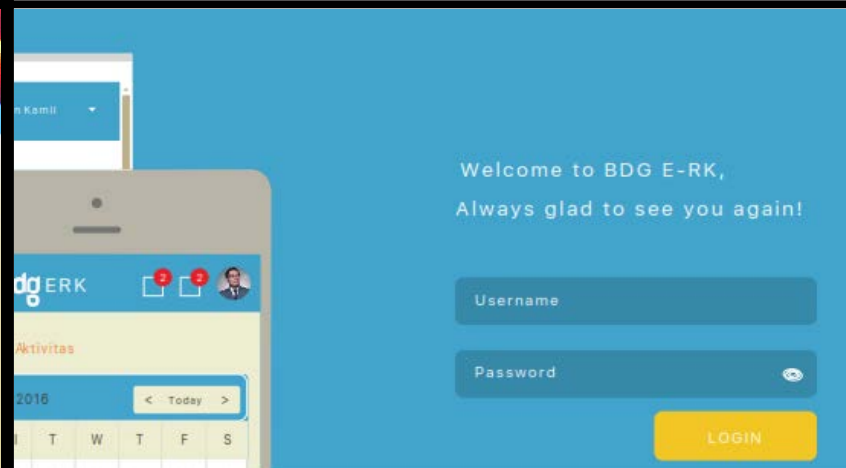 n Kamil
dg ERK
2 2
Aktivitas
2016
< Today >
T W T F S
Welcome to BDG E-RK,
Always glad to see you again!
Username
Password
LOGIN